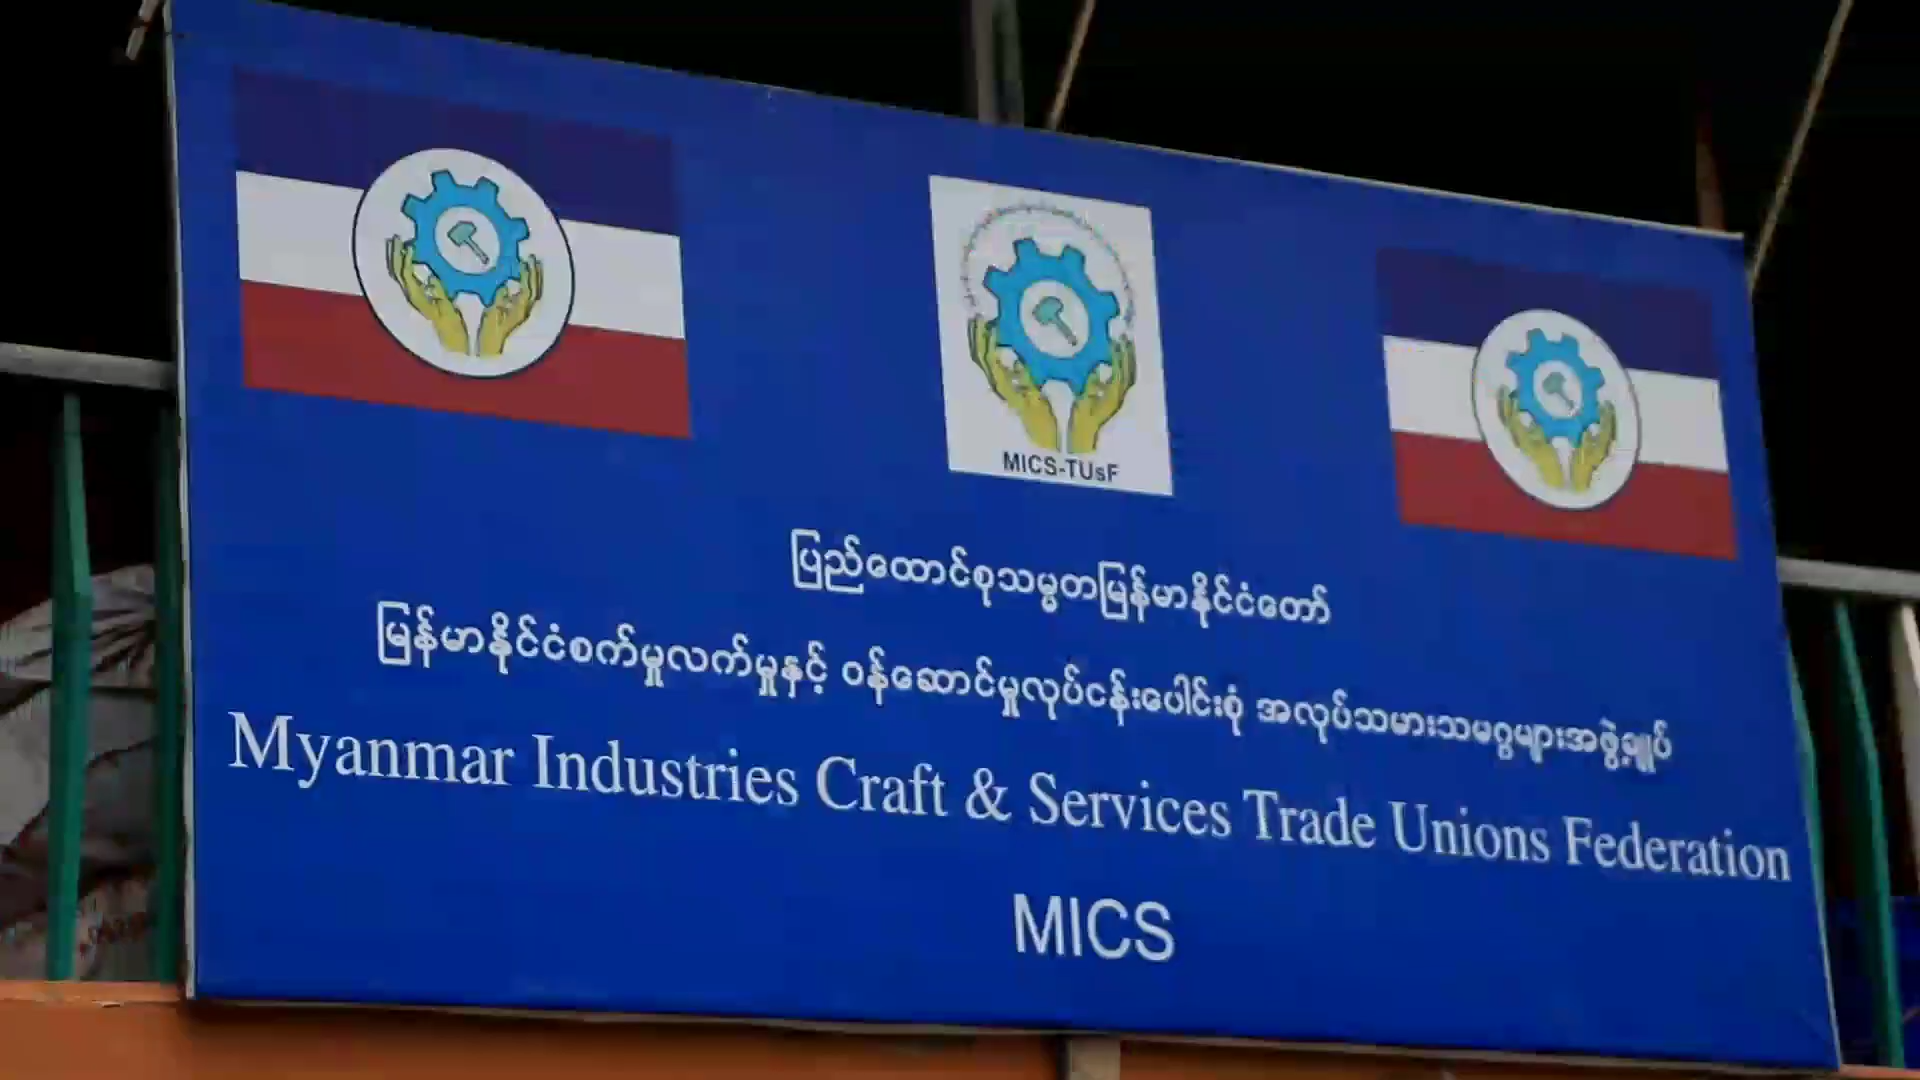 MICS-TUsF
ပြည်ထောင်စုသမ္မတမြန်မာနိုင်ငံတော်
မြန်မာနိုင်ငံစက်မှုလက်မှုနှင့် ဝန်ဆောင်မှုလုပ်ငန်းပေါင်းစုံ အလုပ်သမားသမဂ္ဂများအဖွဲ့ချုပ်
Myanmar Industries Craft & Services Trade Unions Federation
MICS